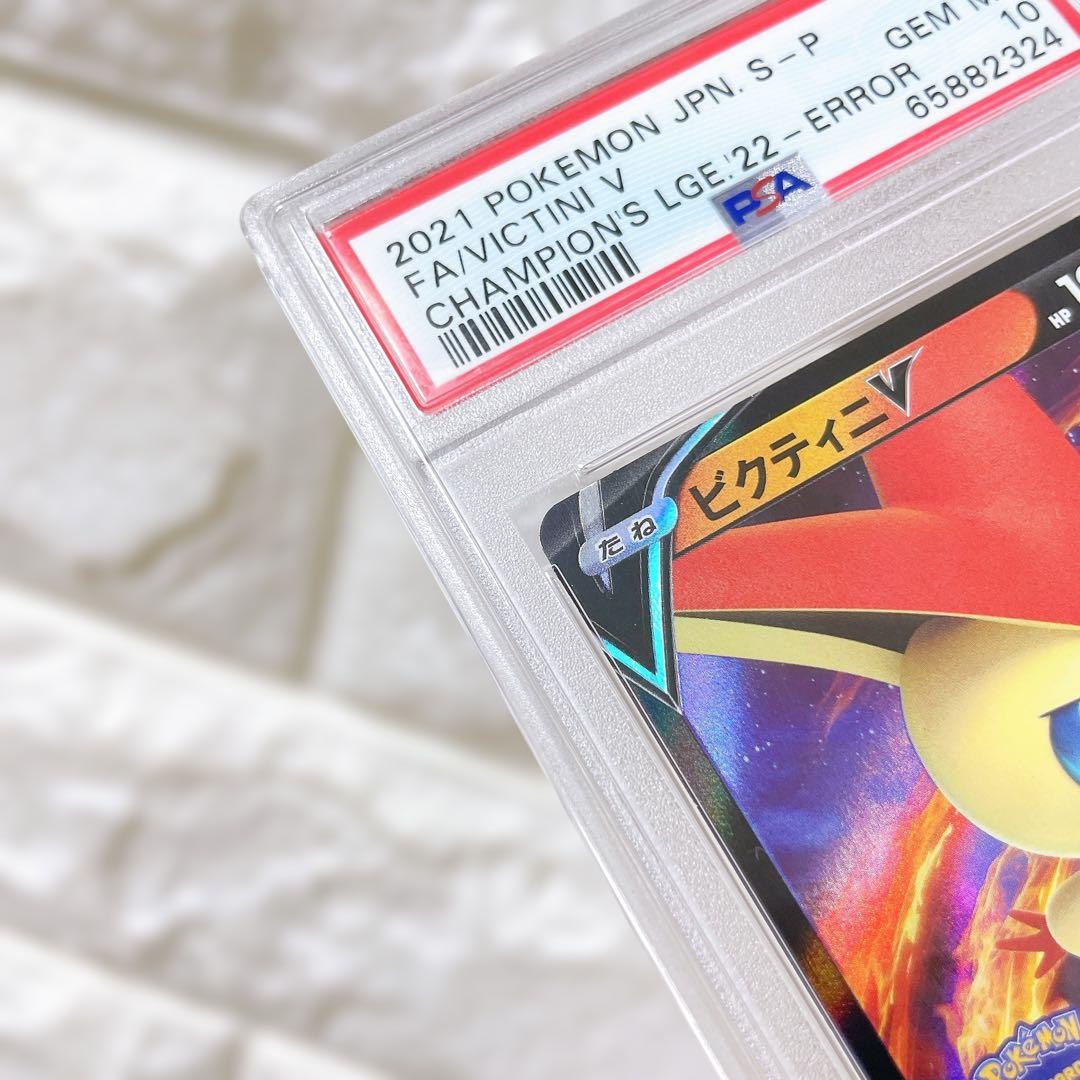 2021 POKEMON JPN. S-P
FA/VICTINI V
CHAMPION'S LGE.'22-ERROR
GEM M
10
65882324
PSA
たね
ビクティニV
HP
POKÉMON